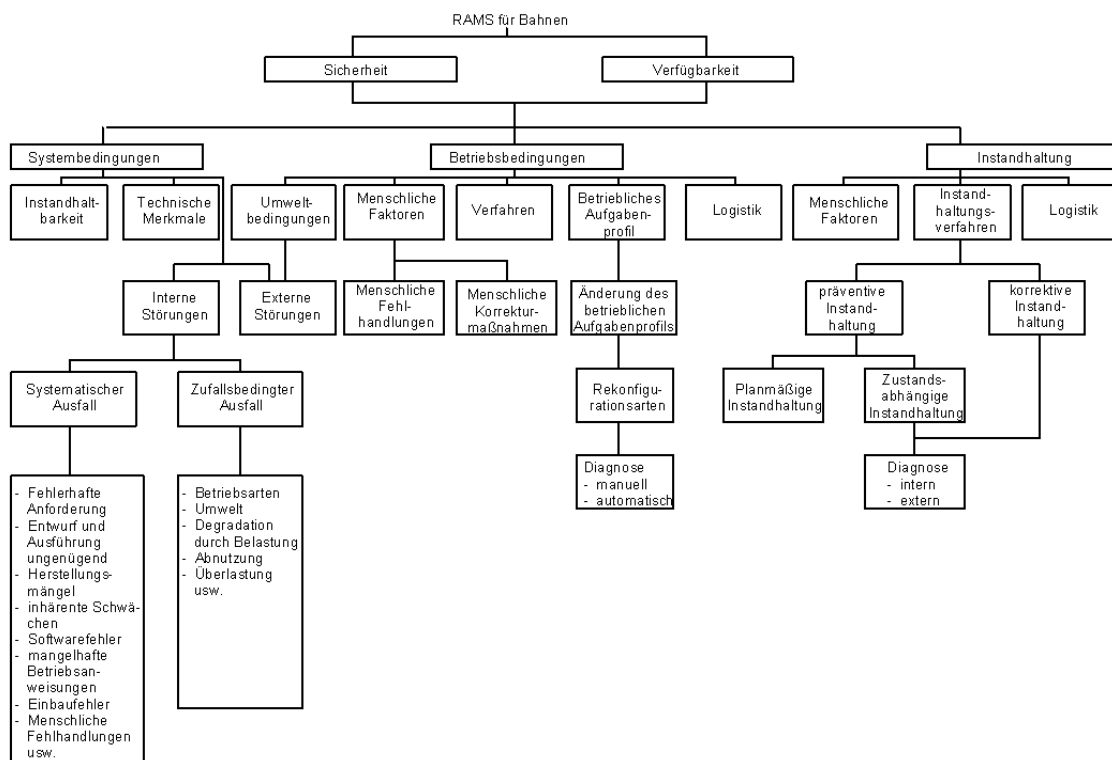 RAMS für Bahnen
Sicherheit
Verfügbarkeit
Systembedingungen
Betriebsbedingungen
Instandhaltung
Instandhalt-
barkeit
Technische
Merkmale
Umwelt-
bedingungen
Menschliche
Faktoren
Verfahren
Betriebliches
Aufgaben-
profil
Logistik
Menschliche
Faktoren
Instand-
haltungs-
verfahren
Logistik
Interne
Störungen
Externe
Störungen
Menschliche
Fehl-
handlungen
Menschliche
Korrektur-
maßnahmen
Änderung des
betrieblichen
Aufgabenprofils
präventive
Instand-
haltung
korrektive
Instand-
haltung
Systematischer
Ausfall
Zufallsbedingter
Ausfall
Rekonfigu-
rationsarten
Planmäßige
Instandhaltung
Zustands-
abhängige
Instandhaltung
- Fehlerhafte
Anforderung
- Entwurf und
Ausführung
ungenügend
- Herstellungs-
mängel
- inhärente Schwä-
chen
- Softwarefehler
- mangelhafte
Betriebsan-
weisungen
- Einbaufehler
- Menschliche
Fehlhandlungen
usw.
- Betriebsarten
- Umwelt
- Degradation
durch Belastung
- Abnutzung
- Überlastung
usw.
Diagnose
- manuell
- automatisch
Diagnose
- intern
- extern